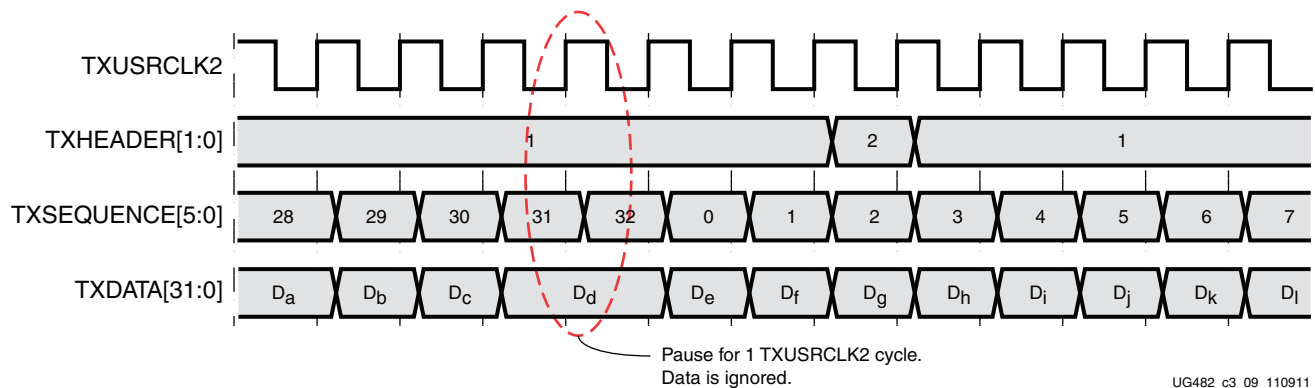 TXUSRCLK2
TXHEADER[1:0] 1 2 1
TXSEQUENCE[5:0] 28 29 30 31 32 0 1 2 3 4 5 6 7
TXDATA[31:0] Da Db Dc Dd De Df Dg Dh Di Dj Dk Dl
Pause for 1 TXUSRCLK2 cycle.
Data is ignored.
UG482_c3_09_110911